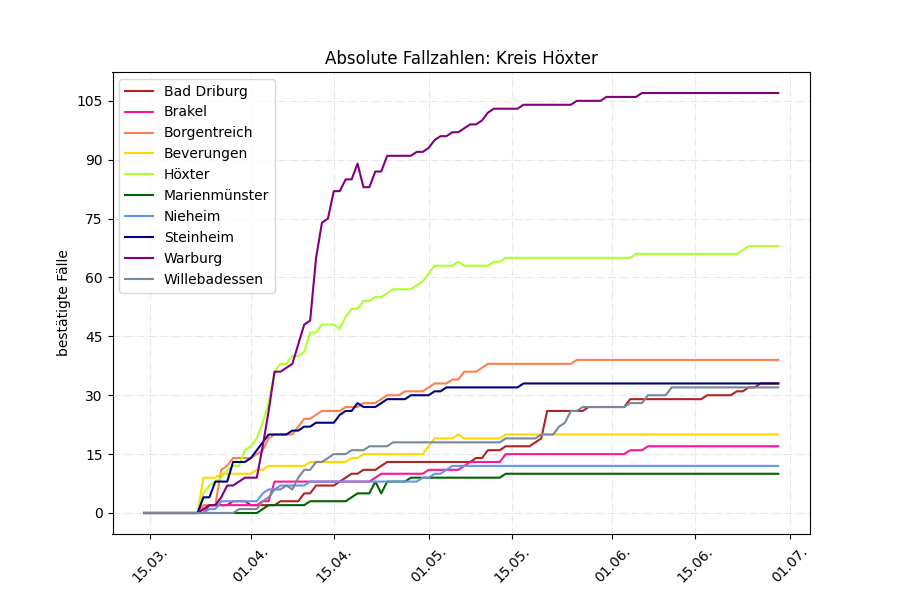 Absolute Fallzahlen: Kreis Höxter
bestätigte Fälle
105
90
75
60
45
30
15
0
Bad Driburg
Brakel
Borgentreich
Beverungen
Höxter
Marienmünster
Nieheim
Steinheim
Warburg
Willebadessen
15.03.
01.04.
15.04.
01.05.
15.05.
01.06.
15.06.
01.07.